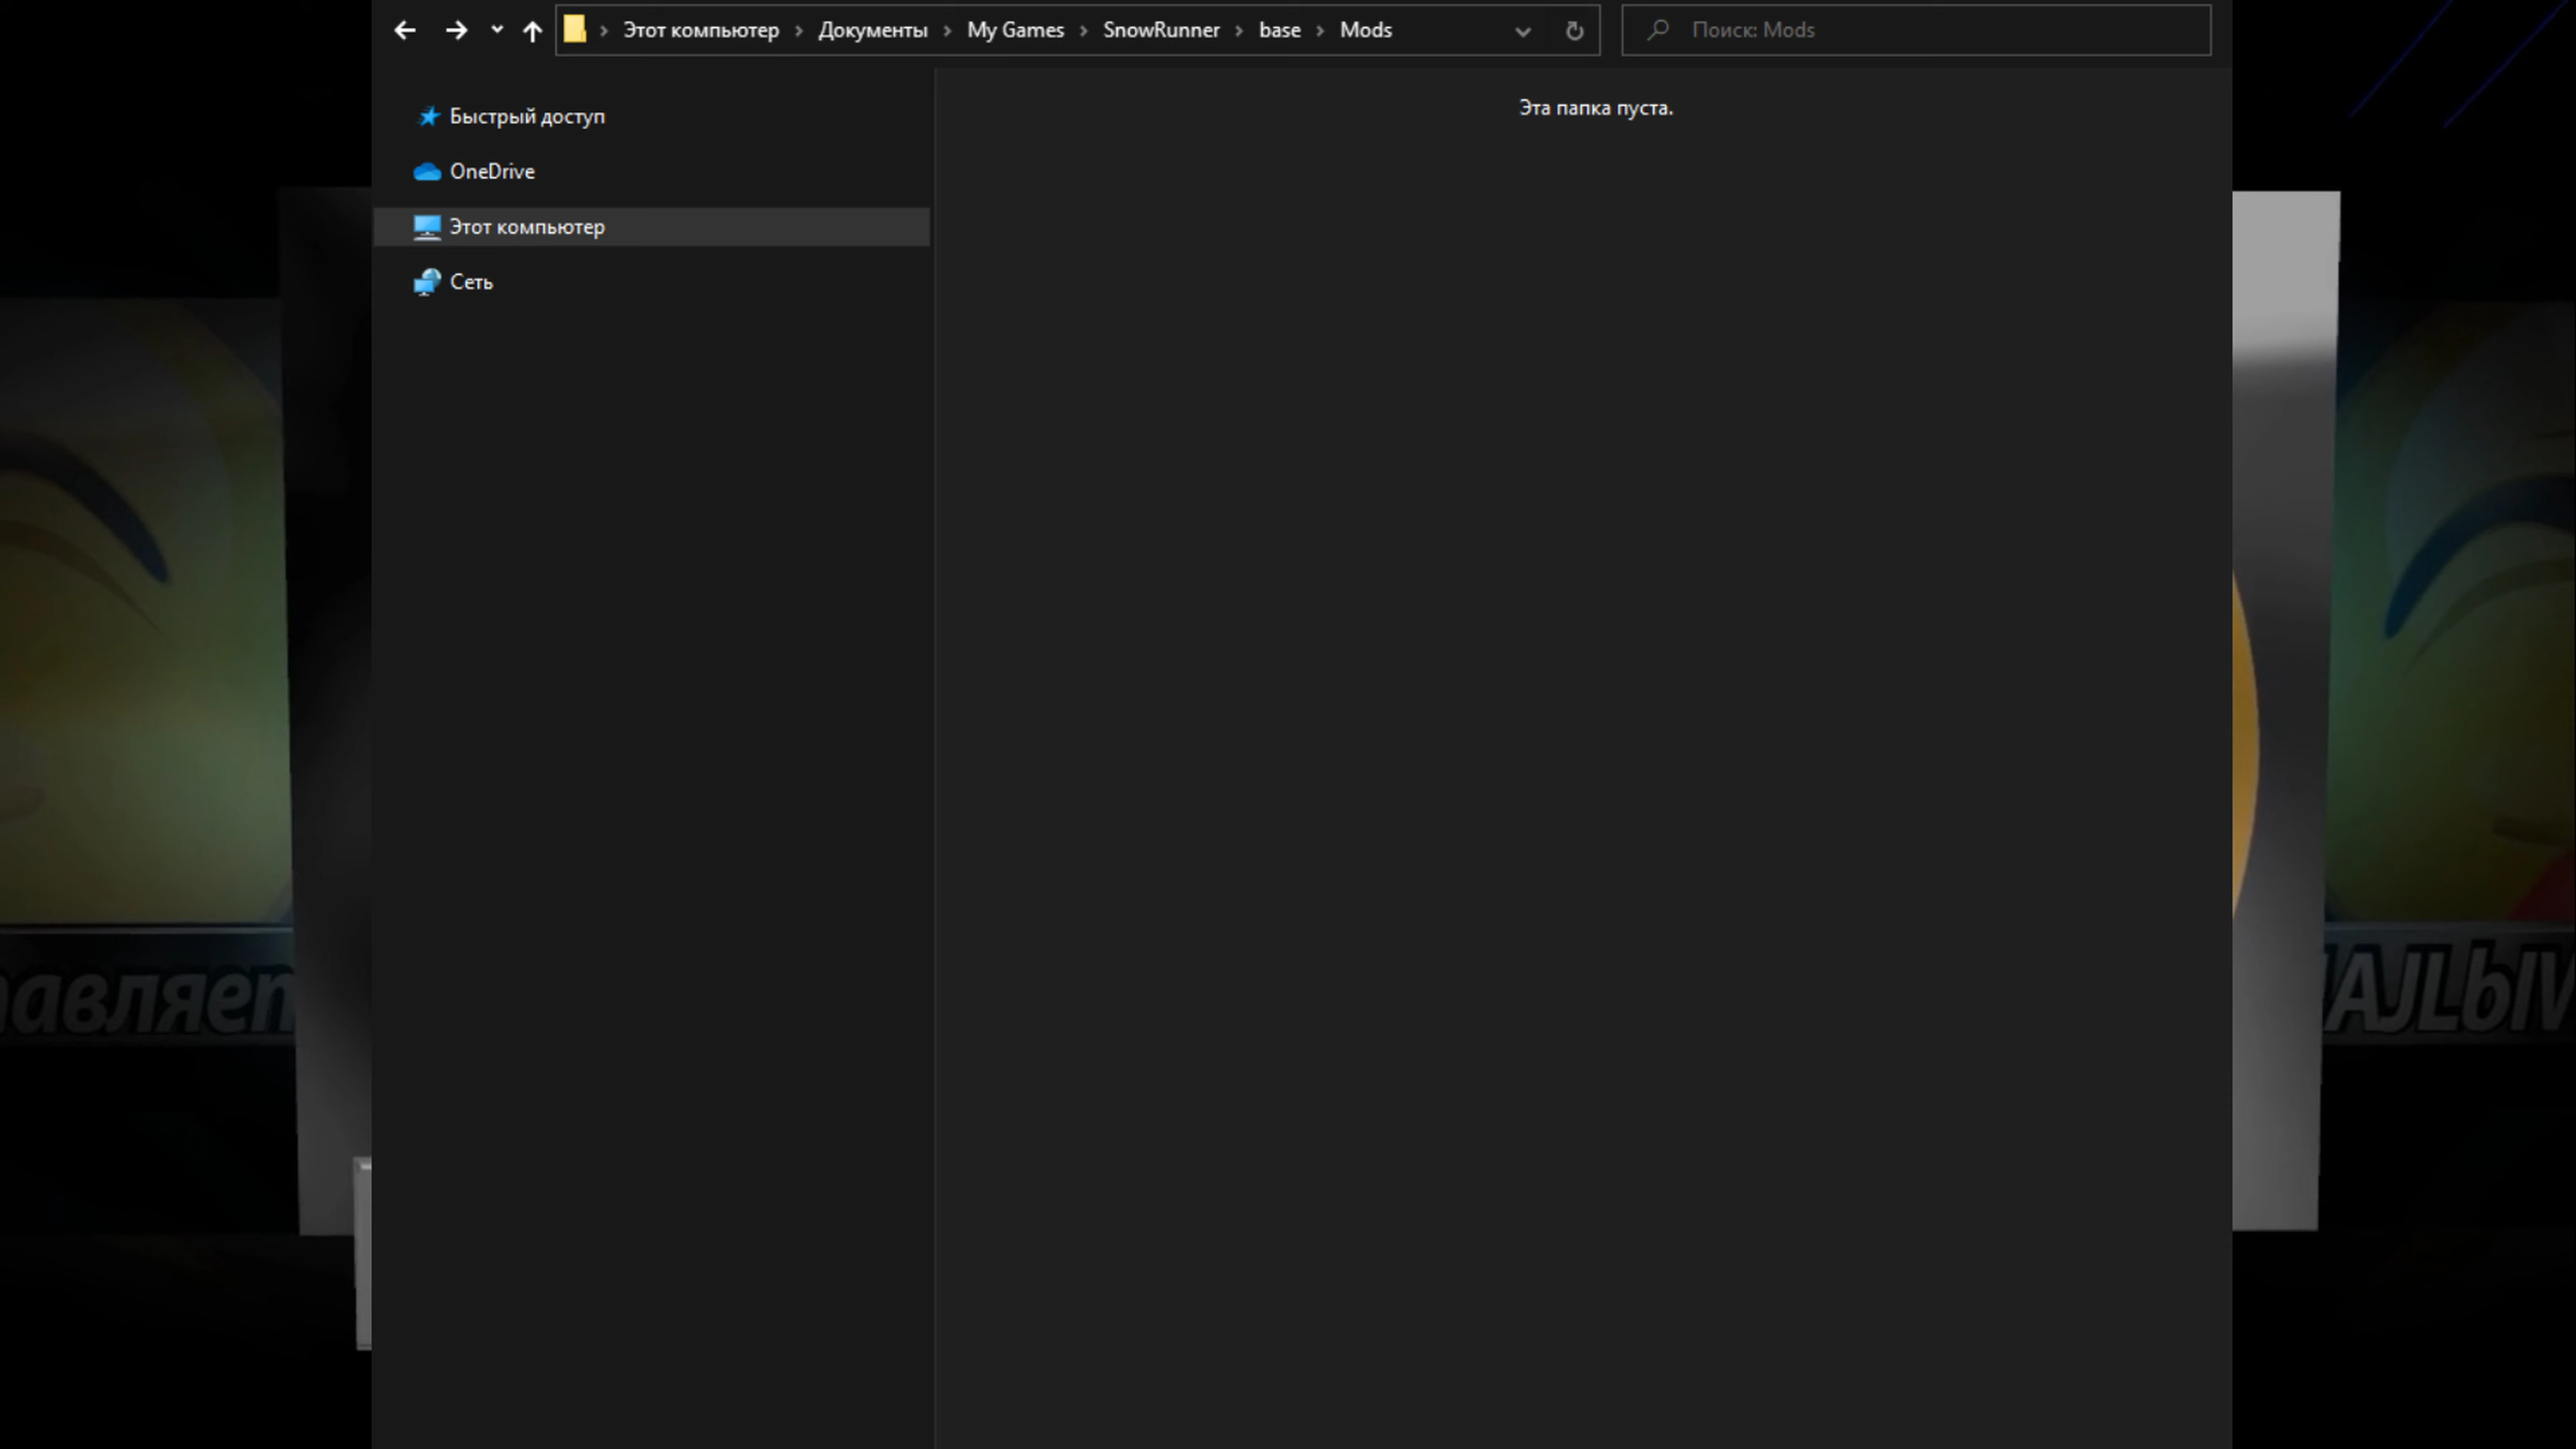 Этот компьютер › Документы › My Games › SnowRunner › base › Mods
Поиск: Mods
Быстрый доступ
Эта папка пуста.
OneDrive
Этот компьютер
Сеть